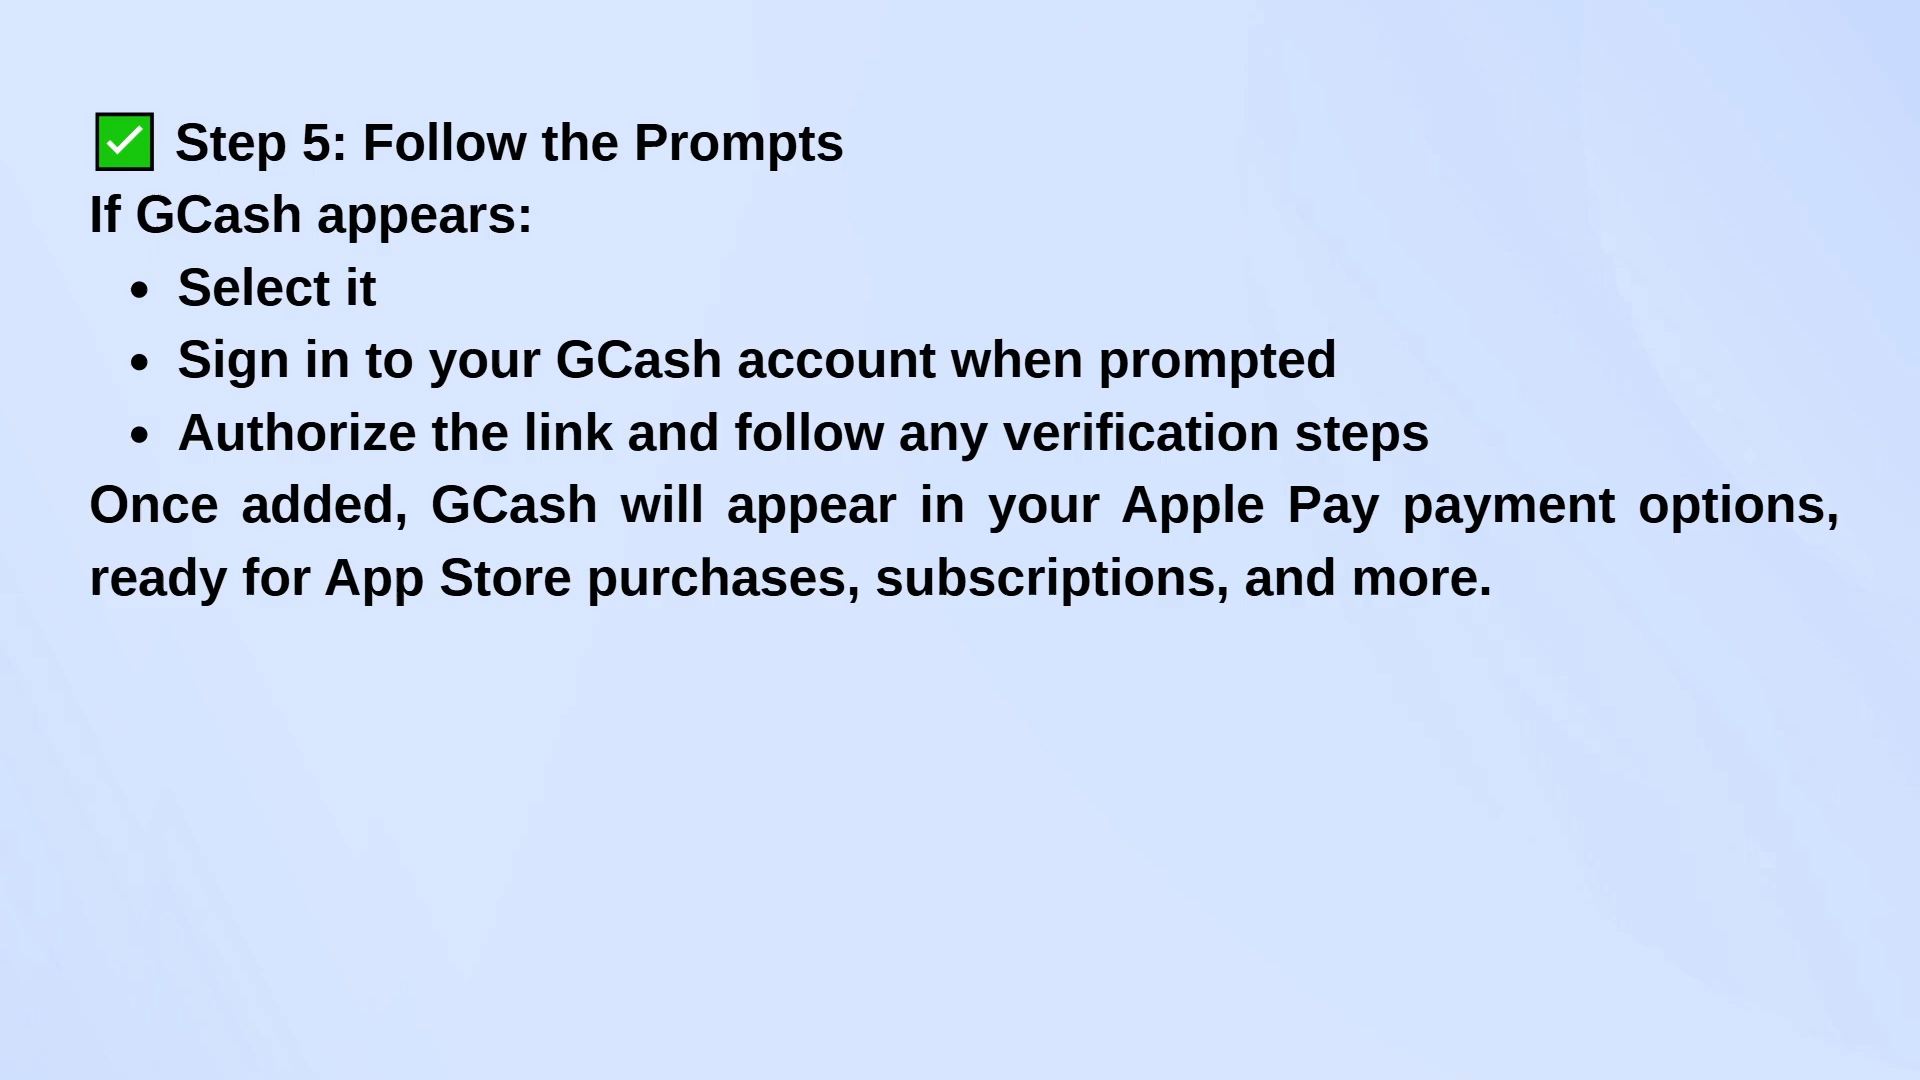 ✅ Step 5: Follow the Prompts
If GCash appears:
• Select it
• Sign in to your GCash account when prompted
• Authorize the link and follow any verification steps
Once added, GCash will appear in your Apple Pay payment options,
ready for App Store purchases, subscriptions, and more.